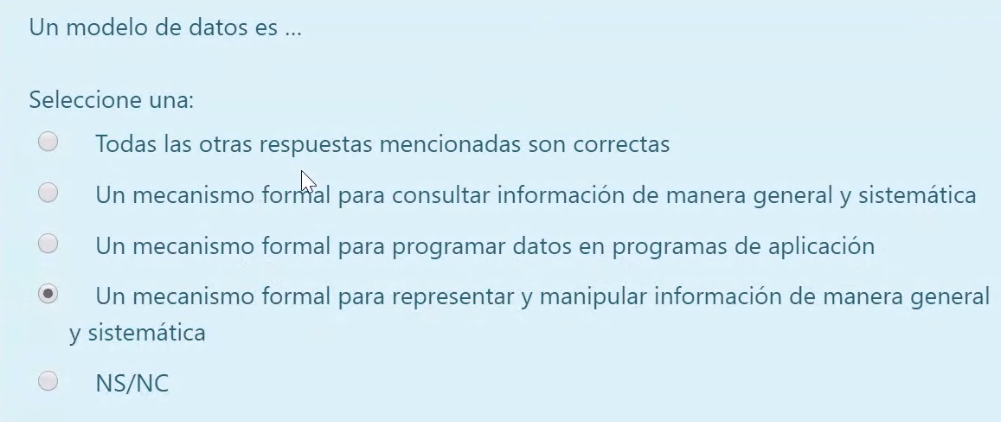 Un modelo de datos es ...
Seleccione una:
Todas las otras respuestas mencionadas son correctas
Un mecanismo formal para consultar información de manera general y sistemática
Un mecanismo formal para programar datos en programas de aplicación
Un mecanismo formal para representar y manipular información de manera general
y sistemática
NS/NC